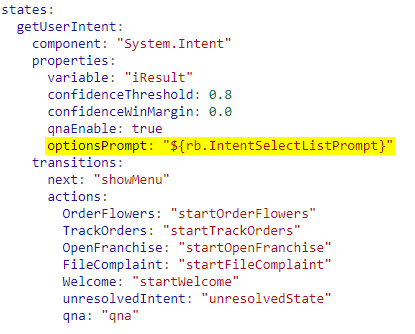 states:
getUserIntent:
component: "System.Intent"
properties:
variable: "iResult"
confidenceThreshold: 0.8
confidenceWinMargin: 0.0
qnaEnable: true
optionsPrompt: "${rb.IntentSelectListPrompt}"
transitions:
next: "showMenu"
actions:
OrderFlowers: "startOrderFlowers"
TrackOrders: "startTrackOrders"
OpenFranchise: "startOpenFranchise"
FileComplaint: "startFileComplaint"
Welcome: "startWelcome"
unresolvedIntent: "unresolvedState"
qna: "qna"